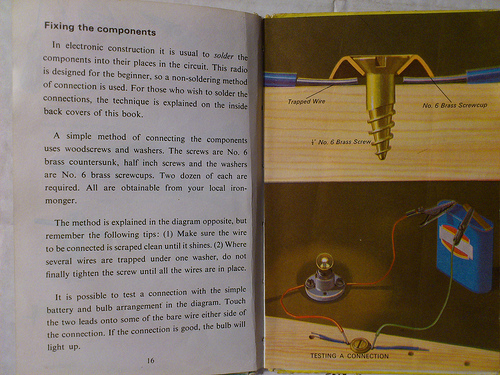 Fixing the components
In electronic construction it is usual to solder the
components into their places in the circuit. This radio
is designed for the beginner, so a non-soldering method
of connection is used. For those who wish to solder the
connections, the technique is explained on the inside
back covers of this book.
A simple method of connecting the components
uses woodscrews and washers. The screws are No. 6
brass countersunk, half inch screws and the washers
are No. 6 brass screwcups. Two dozen of each are
required. All are obtainable from your local iron-
monger.
The method is explained in the diagram opposite, but
remember the following tips: (1) Make sure the wire
to be connected is scraped clean until it shines. (2) Where
several wires are trapped under one washer, do not
finally tighten the screw until all the wires are in place.
It is possible to test a connection with the simple
battery and bulb arrangement in the diagram. Touch
the two leads onto some of the bare wire either side of
the connection. If the connection is good, the bulb will
light up.
16
Trapped Wire
No. 6 Brass Screwcup
No. 6 Brass Screw
TESTING A CONNECTION